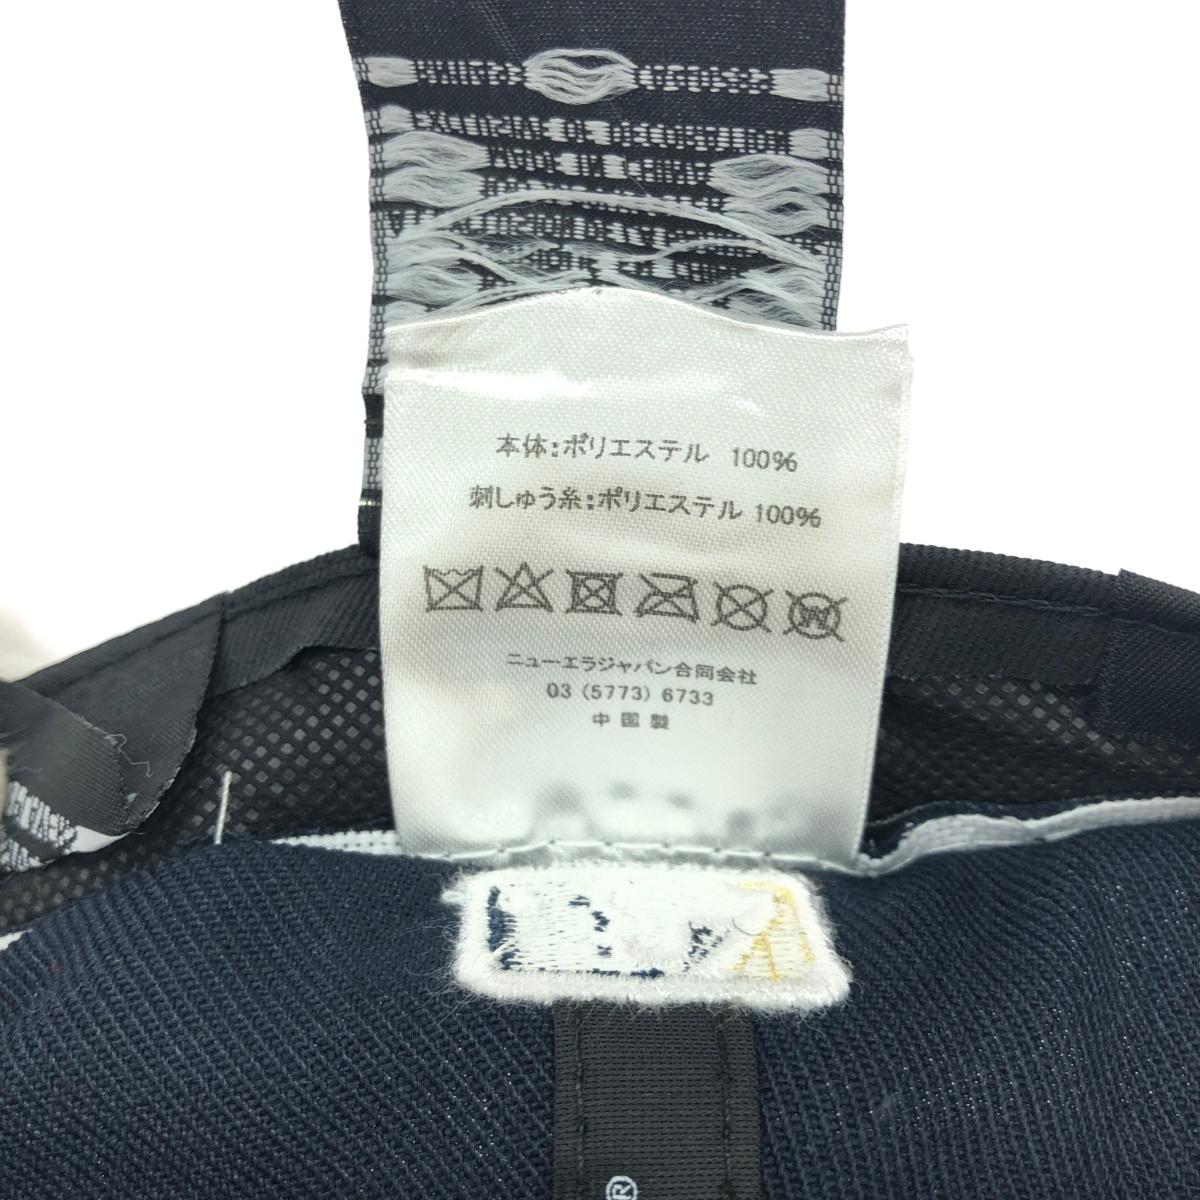 本体:ポリエステル 100%
刺しゅう糸:ポリエステル 100%
ニューエラジャパン合同会社
03 (5773) 6733
中国製
®